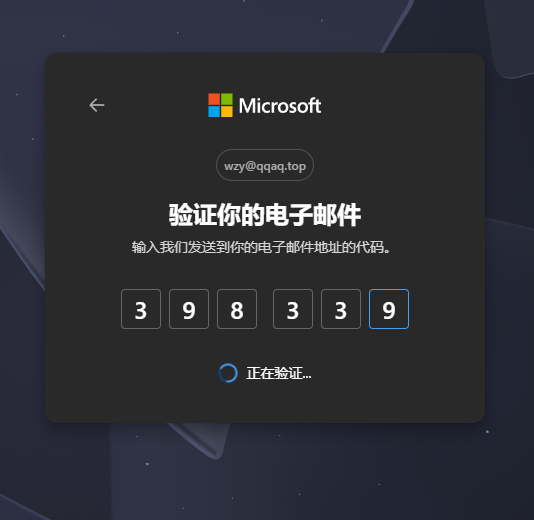 Microsoft
wzy@qqaq.top
验证你的电子邮件
输入我们发送到你的电子邮件地址的代码。
3 9 8 3 3 9
正在验证...